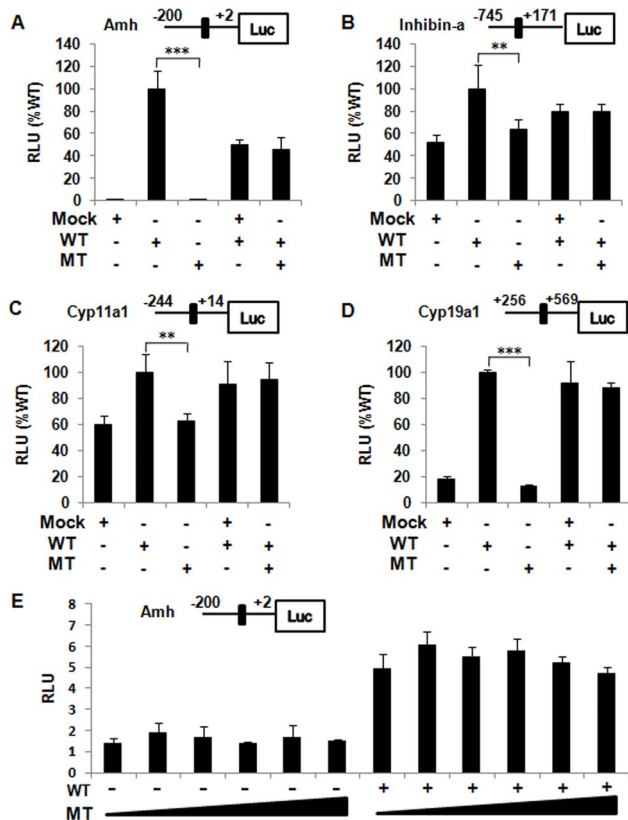 A Amh -200 +2 Luc
RLU (%WT)
140
120
100
80
60
40
20
0
***
Mock + - - + -
WT - + - + +
MT - - + - +
B Inhibin-a -745 +171 Luc
RLU (%WT)
140
120
100
80
60
40
20
0
**
Mock + - - + -
WT - + - + +
MT - - + - +
C Cyp11a1 -244 +14 Luc
RLU (%WT)
120
100
80
60
40
20
0
**
Mock + - - + -
WT - + - + +
MT - - + - +
D Cyp19a1 +256 +569 Luc
RLU (%WT)
120
100
80
60
40
20
0
***
Mock + - - + -
WT - + - + +
MT - - + - +
E Amh -200 +2 Luc
RLU
8
7
6
5
4
3
2
1
0
WT - - - - - - + + + + + +
MT